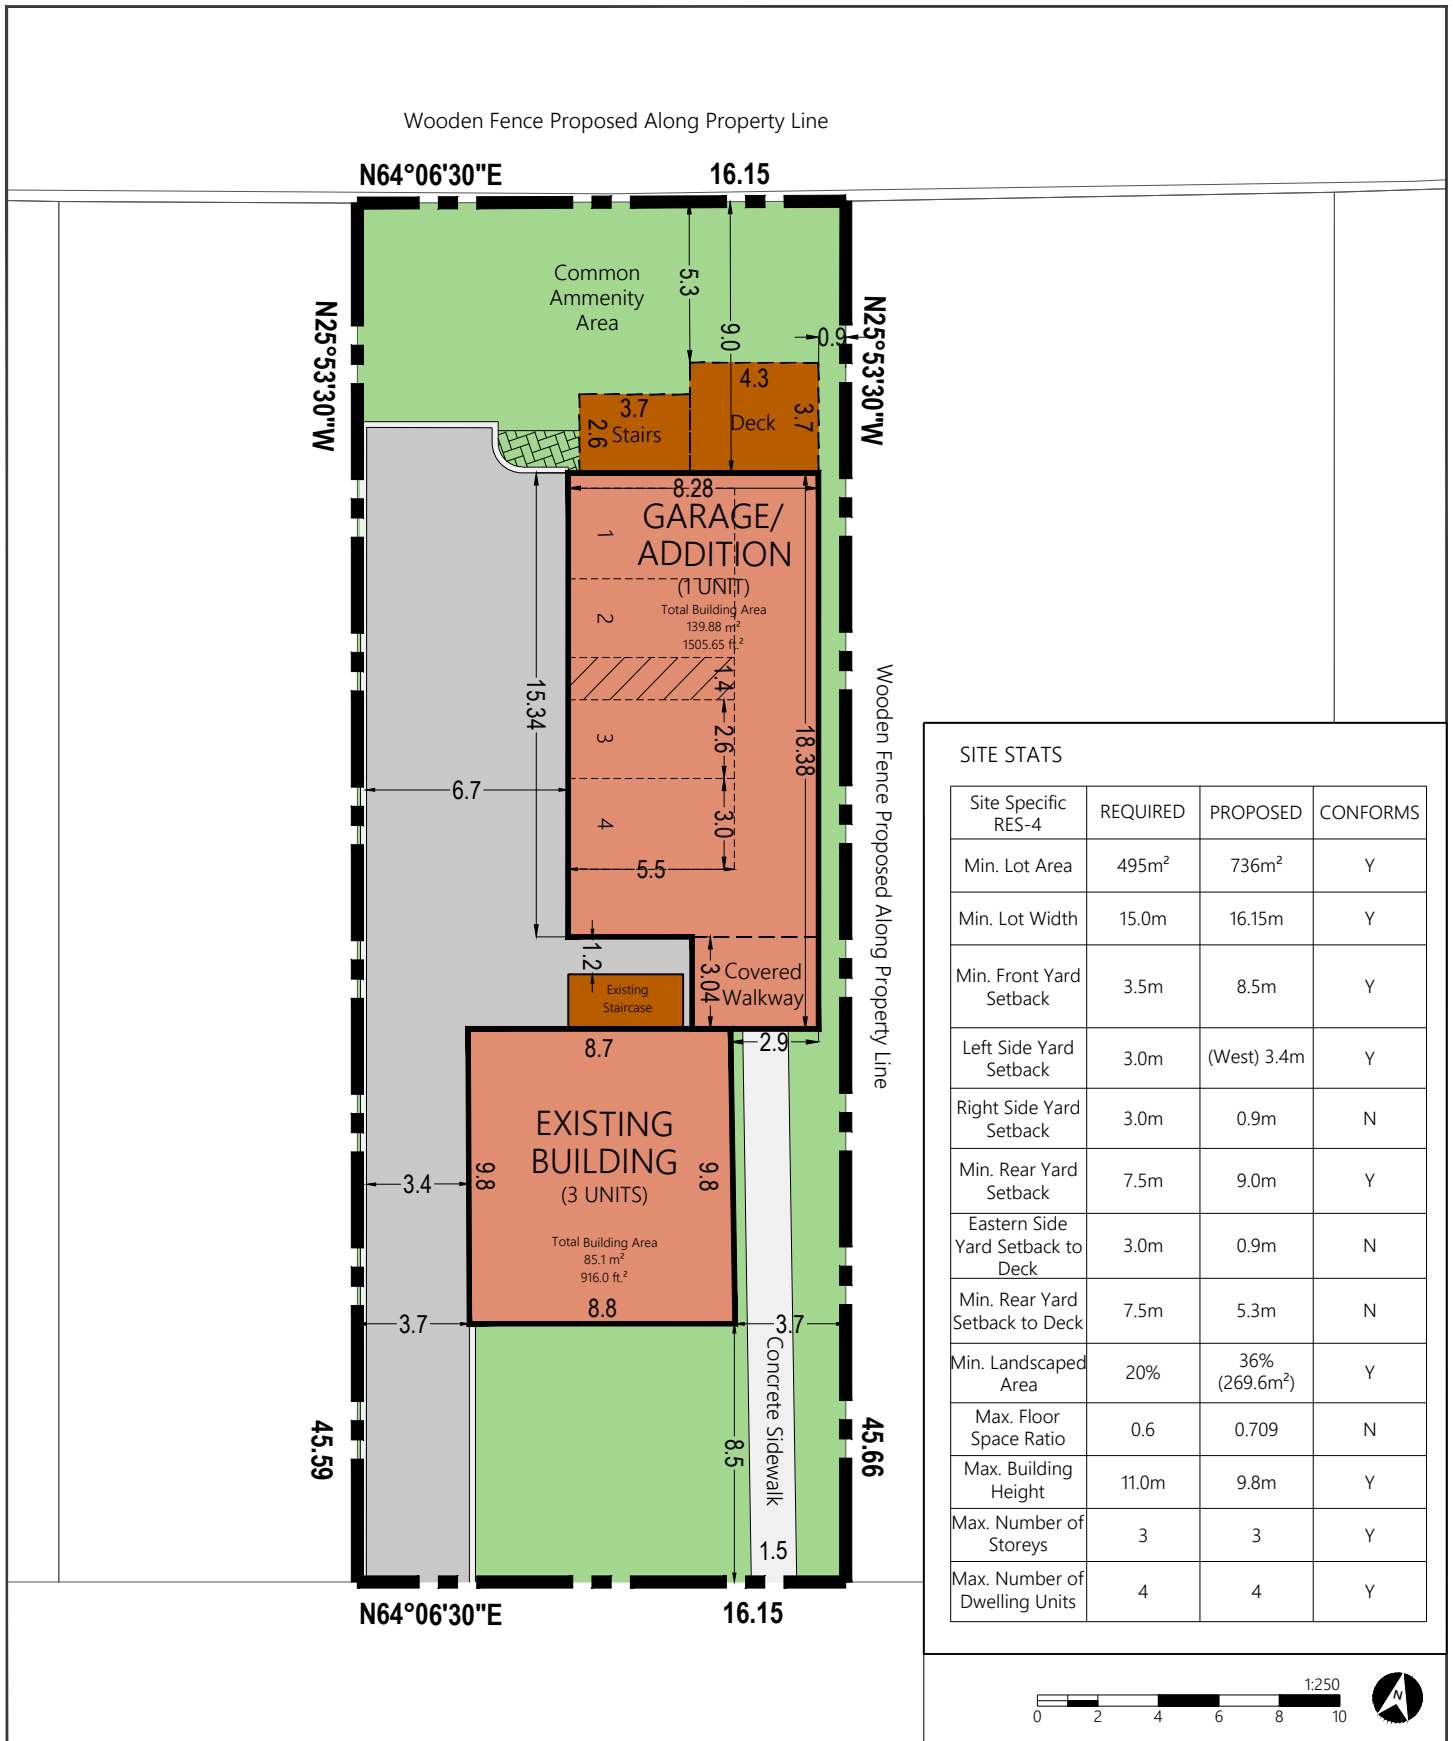 Wooden Fence Proposed Along Property Line
N64°06'30"E
16.15
N25°53'30"W
N25°53'30"W
Common
Ammenity
Area
5.3
9.0
0.9
4.3
3.7
Deck
3.7
2.6
Stairs
8.28
GARAGE/
ADDITION
(1 UNIT)
Total Building Area
139.88 m²
1505.65 ft.²
1
2
3
4
1.4
2.6
3.0
5.5
15.34
18.38
6.7
Wooden Fence Proposed Along Property Line
1.2
3.04
Covered
Walkway
Existing
Staircase
8.7
2.9
EXISTING
BUILDING
(3 UNITS)
Total Building Area
85.1 m²
916.0 ft.²
9.8
9.8
8.8
3.4
3.7
3.7
8.5
Concrete Sidewalk
1.5
45.59
45.66
N64°06'30"E
16.15
SITE STATS
Site Specific
RES-4
REQUIRED
PROPOSED
CONFORMS
Min. Lot Area
495m²
736m²
Y
Min. Lot Width
15.0m
16.15m
Y
Min. Front Yard
Setback
3.5m
8.5m
Y
Left Side Yard
Setback
3.0m
(West) 3.4m
Y
Right Side Yard
Setback
3.0m
0.9m
N
Min. Rear Yard
Setback
7.5m
9.0m
Y
Eastern Side
Yard Setback to
Deck
3.0m
0.9m
N
Min. Rear Yard
Setback to Deck
7.5m
5.3m
N
Min. Landscaped
Area
20%
36%
(269.6m²)
Y
Max. Floor
Space Ratio
0.6
0.709
N
Max. Building
Height
11.0m
9.8m
Y
Max. Number of
Storeys
3
3
Y
Max. Number of
Dwelling Units
4
4
Y
1:250
0
2
4
6
8
10
N